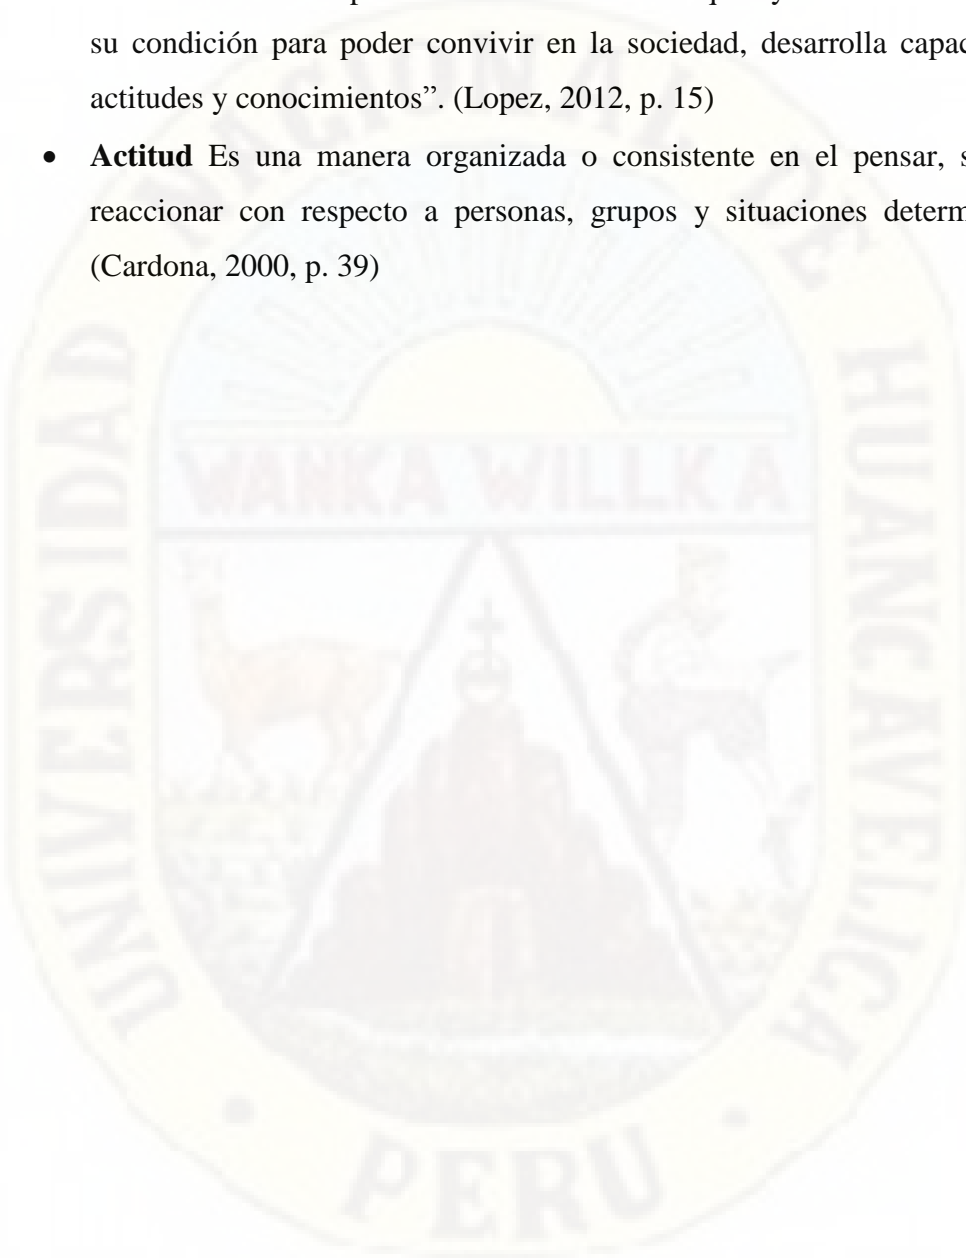 su condición para poder convivir en la sociedad, desarrolla
actitudes y conocimientos”. (Lopez, 2012, p. 15)
• Actitud Es una manera organizada o consistente en el pensar,
reaccionar con respecto a personas, grupos y situaciones
(Cardona, 2000, p. 39)
UNIVERSIDAD NACIONAL DE HUANCAVELICA
WANKA WILLKA
PERU